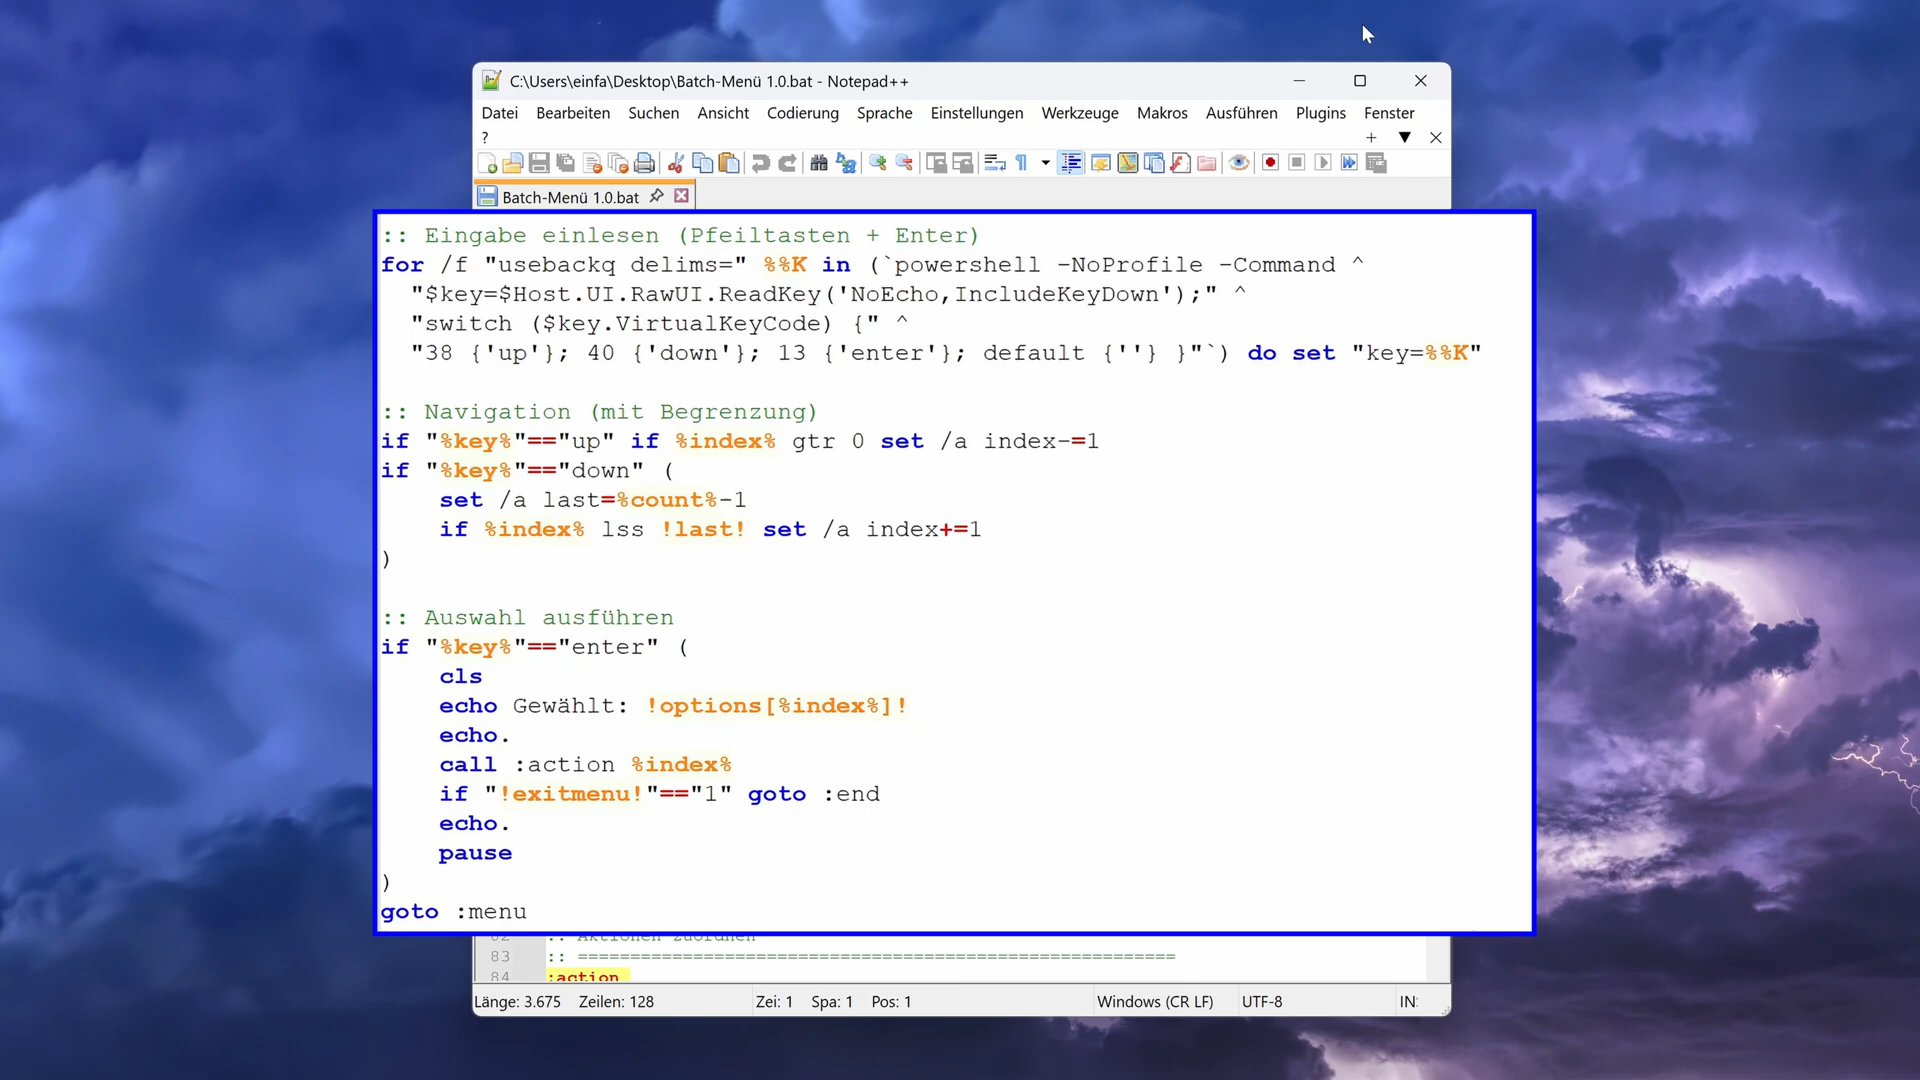 C:\Users\einfa\Desktop\Batch-Menü 1.0.bat - Notepad++
Datei Bearbeiten Suchen Ansicht Codierung Sprache Einstellungen Werkzeuge Makros Ausführen Plugins Fenster
?
Batch-Menü 1.0.bat
:: Eingabe einlesen (Pfeiltasten + Enter)
for /f "usebackq delims=" %%K in (`powershell -NoProfile -Command ^
"$key=$Host.UI.RawUI.ReadKey('NoEcho,IncludeKeyDown');" ^
"switch ($key.VirtualKeyCode) {" ^
"38 {'up'}; 40 {'down'}; 13 {'enter'}; default {''} }"`) do set "key=%%K"
:: Navigation (mit Begrenzung)
if "%key%"=="up" if %index% gtr 0 set /a index-=1
if "%key%"=="down" (
set /a last=%count%-1
if %index% lss !last! set /a index+=1
)
:: Auswahl ausführen
if "%key%"=="enter" (
cls
echo Gewählt: !options[%index%]!
echo.
call :action %index%
if "!exitmenu!"=="1" goto :end
echo.
pause
)
goto :menu
82 :: Aktionen zuordnen
83 :: =========================================================
84 :action
Länge: 3.675 Zeilen: 128 Zei: 1 Spa: 1 Pos: 1 Windows (CR LF) UTF-8 IN